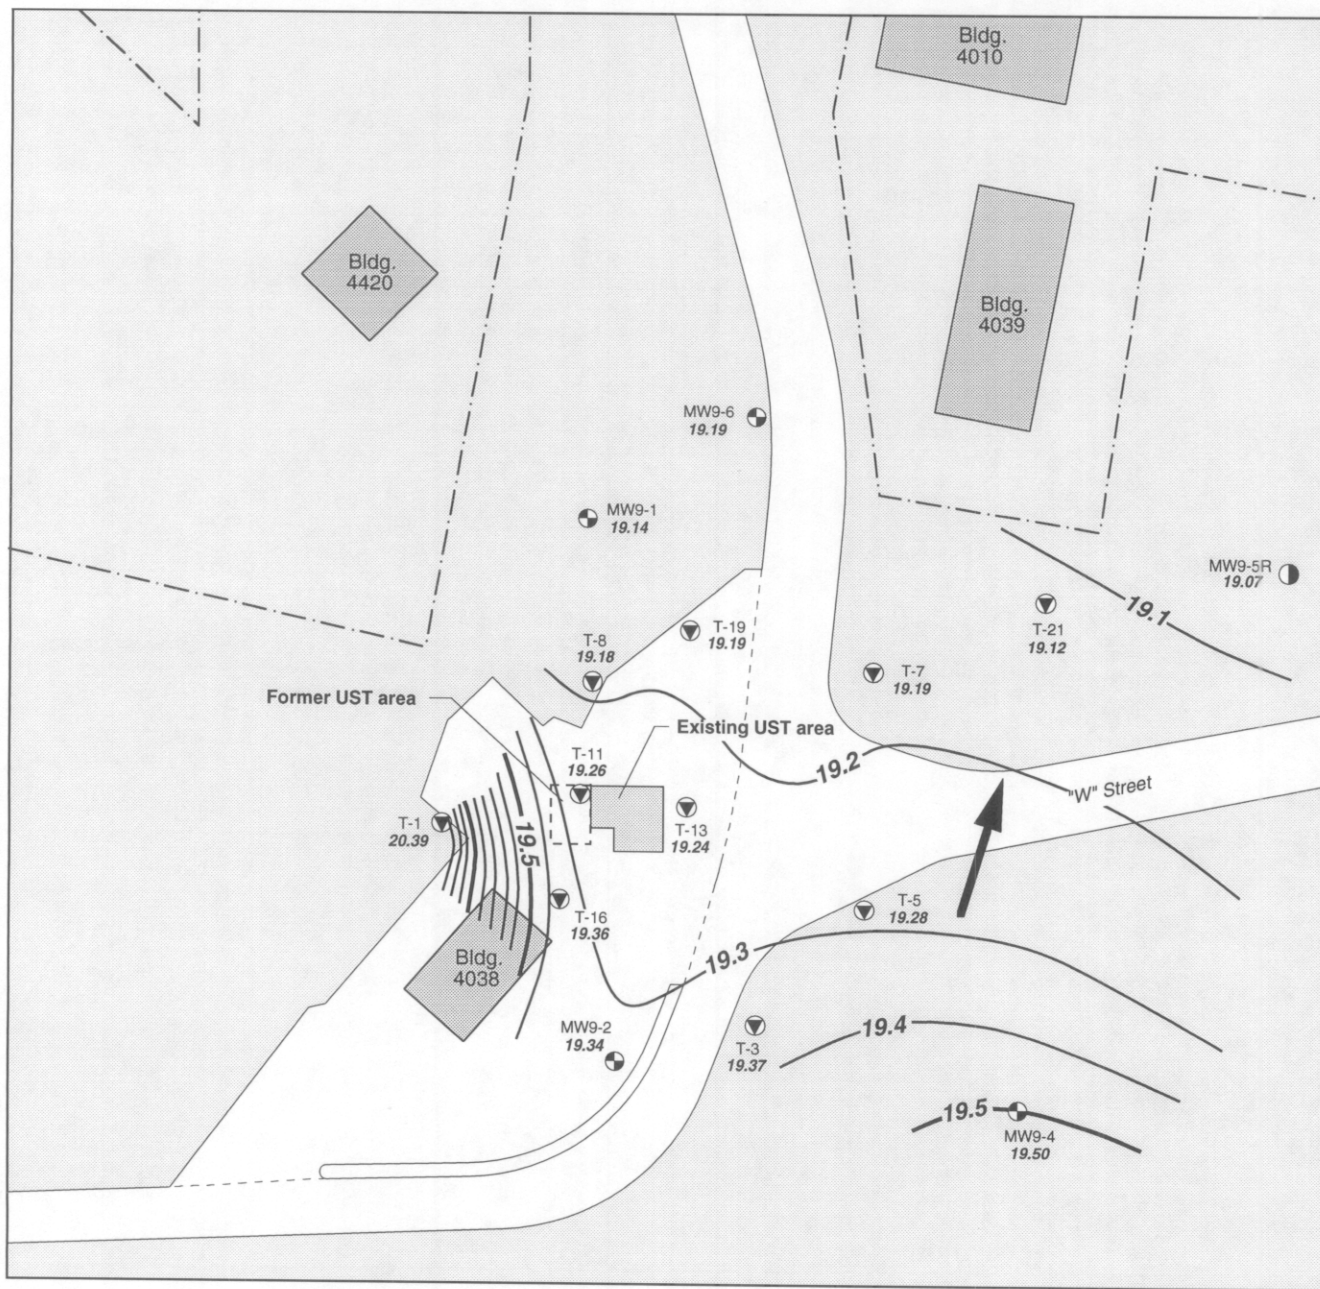 Bldg.
4010
Bldg.
4420
Bldg.
4039
MW9-6
19.19
MW9-1
19.14
MW9-5R
19.07
19.1
T-21
19.12
T-19
19.19
T-8
19.18
T-7
19.19
Former UST area
Existing UST area
T-11
19.26
19.2
"W" Street
T-1
20.39
19.5
T-13
19.24
T-16
19.36
T-5
19.28
Bldg.
4038
19.3
MW9-2
19.34
T-3
19.37
19.4
19.5
MW9-4
19.50